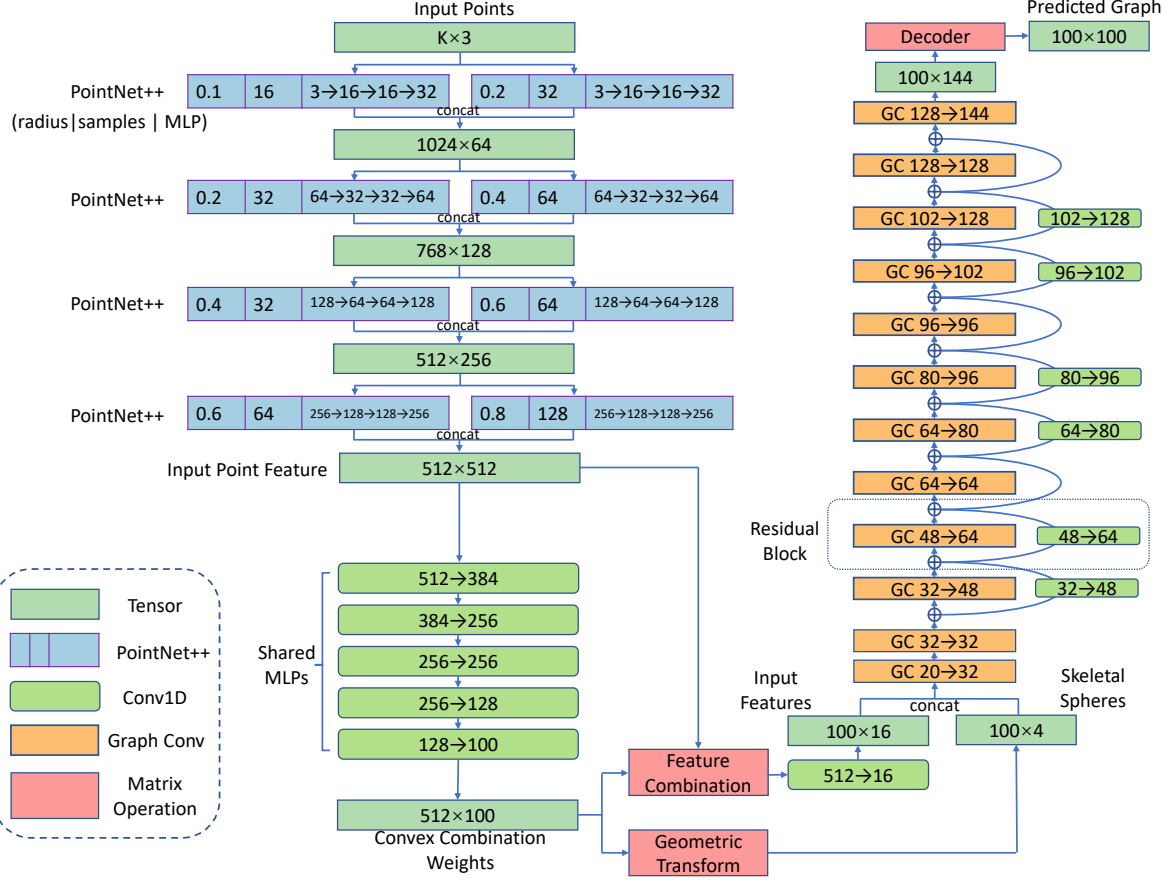 Input Points
K×3
PointNet++
(radius|samples | MLP)
0.1 16 3→16→16→32
0.2 32 3→16→16→32
concat
1024×64
PointNet++
0.2 32 64→32→32→64
0.4 64 64→32→32→64
concat
768×128
PointNet++
0.4 32 128→64→64→128
0.6 64 128→64→64→128
concat
512×256
PointNet++
0.6 64 256→128→128→256
0.8 128 256→128→128→256
concat
Input Point Feature
512×512
Shared
MLPs
512→384
384→256
256→256
256→128
128→100
512×100
Convex Combination
Weights
Tensor
PointNet++
Conv1D
Graph Conv
Matrix
Operation
Feature
Combination
Geometric
Transform
512→16
Input
Features
100×16
concat
Skeletal
Spheres
100×4
Predicted Graph
Decoder
100×100
100×144
GC 128→144
GC 128→128
GC 102→128
102→128
GC 96→102
96→102
GC 96→96
GC 80→96
80→96
GC 64→80
64→80
GC 64→64
Residual
Block
GC 48→64
48→64
GC 32→48
32→48
GC 32→32
GC 20→32